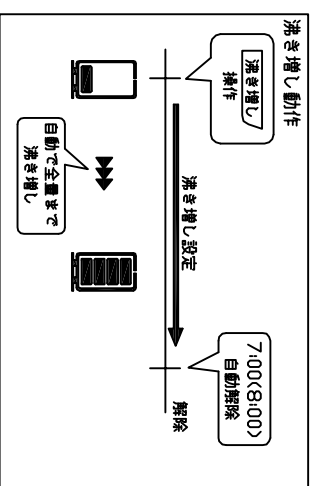 沸き増し動作
沸き増し
操作
沸き増し設定
7:00(8:00)
自動解除
解除
自動で全量まで
沸き増し